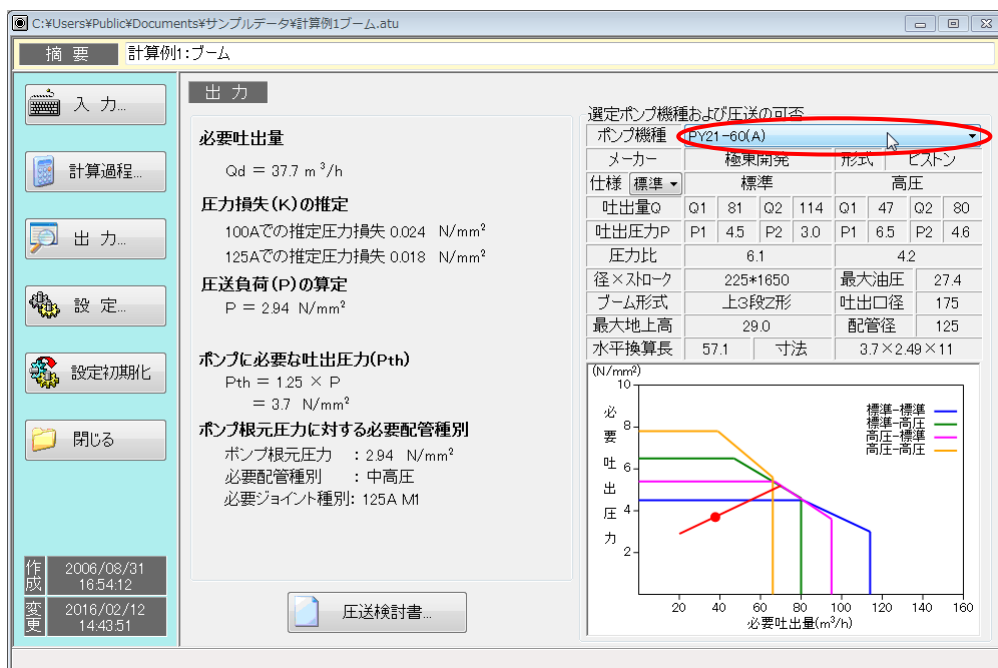 C:¥Users¥Public¥Documents¥サンプルデータ¥計算例1ブーム.atu
摘 要 計算例1:ブーム
入 力...
計算過程...
出 力...
設 定...
設定初期化
閉じる
作成 2006/08/31 16:54:12
変更 2016/02/12 14:43:51
出 力
必要吐出量
Qd = 37.7 m³/h
圧力損失(K)の推定
100Aでの推定圧力損失 0.024 N/mm²
125Aでの推定圧力損失 0.018 N/mm²
圧送負荷(P)の算定
P = 2.94 N/mm²
ポンプに必要な吐出圧力(Pth)
Pth = 1.25 × P
= 3.7 N/mm²
ポンプ根元圧力に対する必要配管種別
ポンプ根元圧力 : 2.94 N/mm²
必要配管種別 : 中高圧
必要ジョイント種別: 125A M1
圧送検討書...
選定ポンプ機種および圧送の可否
ポンプ機種 PY21-60(A)
メーカー 極東開発 形式 ピストン
仕様 標準 標準 高圧
吐出量Q Q1 81 Q2 114 Q1 47 Q2 80
吐出圧力P P1 4.5 P2 3.0 P1 6.5 P2 4.6
圧力比 6.1 4.2
径×ストローク 225*1650 最大油圧 27.4
ブーム形式 上3段Z形 吐出口径 175
最大地上高 29.0 配管径 125
水平換算長 57.1 寸法 3.7×2.49×11
(N/mm²)
必要吐出圧力
10
8
6
4
2
標準-標準
標準-高圧
高圧-標準
高圧-高圧
20 40 60 80 100 120 140 160
必要吐出量(m³/h)